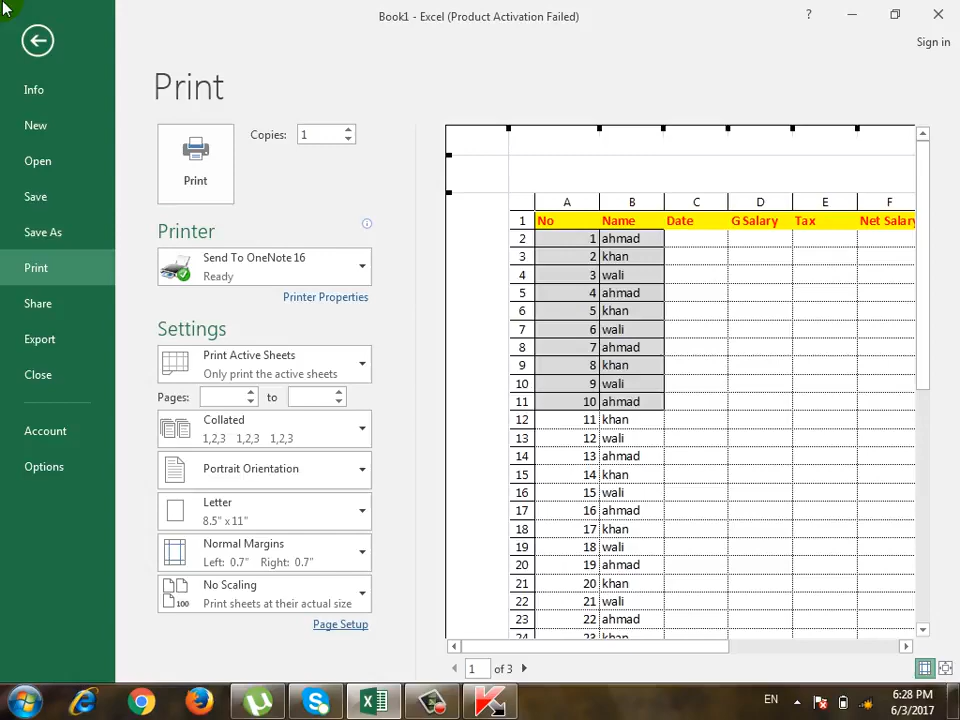 Book1 - Excel (Product Activation Failed)
?
Sign in
Info
New
Open
Save
Save As
Print
Share
Export
Close
Account
Options
Print
Print
Copies: 1
Printer
Send To OneNote 16
Ready
Printer Properties
Settings
Print Active Sheets
Only print the active sheets
Pages: to
Collated
1,2,3 1,2,3 1,2,3
Portrait Orientation
Letter
8.5" x 11"
Normal Margins
Left: 0.7" Right: 0.7"
No Scaling
100 Print sheets at their actual size
Page Setup
A B C D E F
1 No Name Date G Salary Tax Net Salary
2 1 ahmad
3 2 khan
4 3 wali
5 4 ahmad
6 5 khan
7 6 wali
8 7 ahmad
9 8 khan
10 9 wali
11 10 ahmad
12 11 khan
13 12 wali
14 13 ahmad
15 14 khan
16 15 wali
17 16 ahmad
18 17 khan
19 18 wali
20 19 ahmad
21 20 khan
22 21 wali
23 22 ahmad
24 23 khan
1 of 3
EN
6:28 PM
6/3/2017